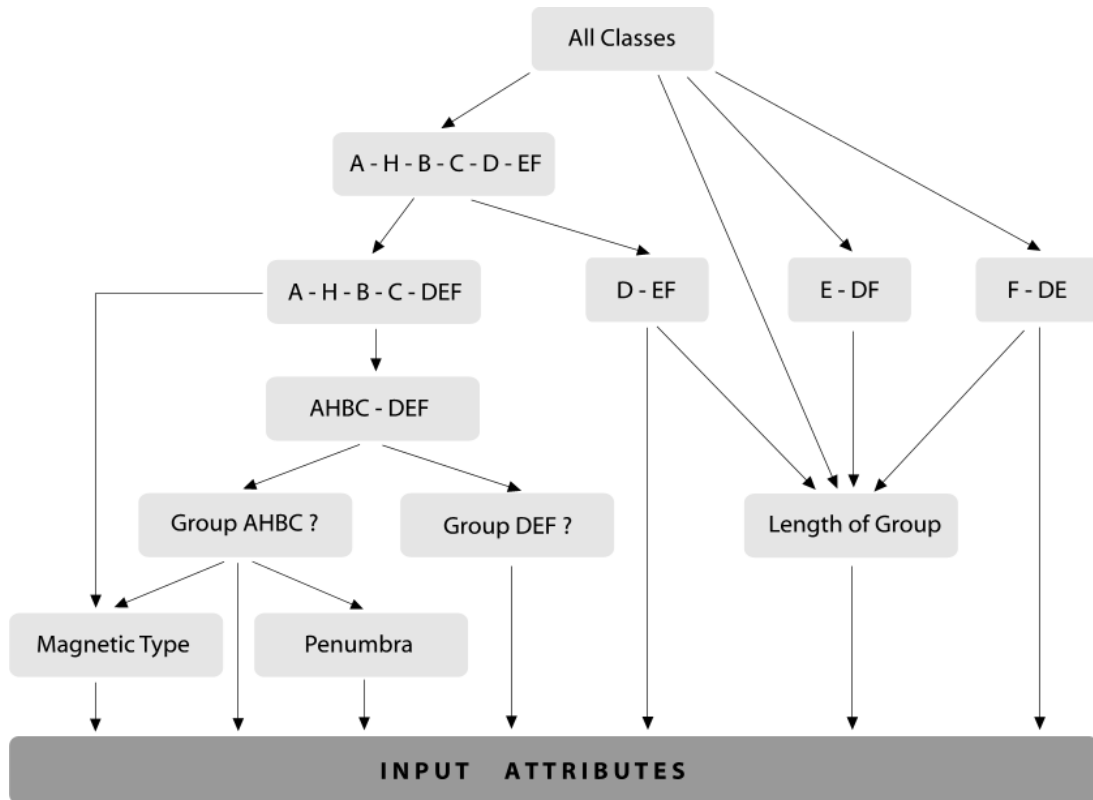 All Classes
A - H - B - C - D - EF
A - H - B - C - DEF
D - EF
E - DF
F - DE
AHBC - DEF
Group AHBC ?
Group DEF ?
Length of Group
Magnetic Type
Penumbra
INPUT ATTRIBUTES